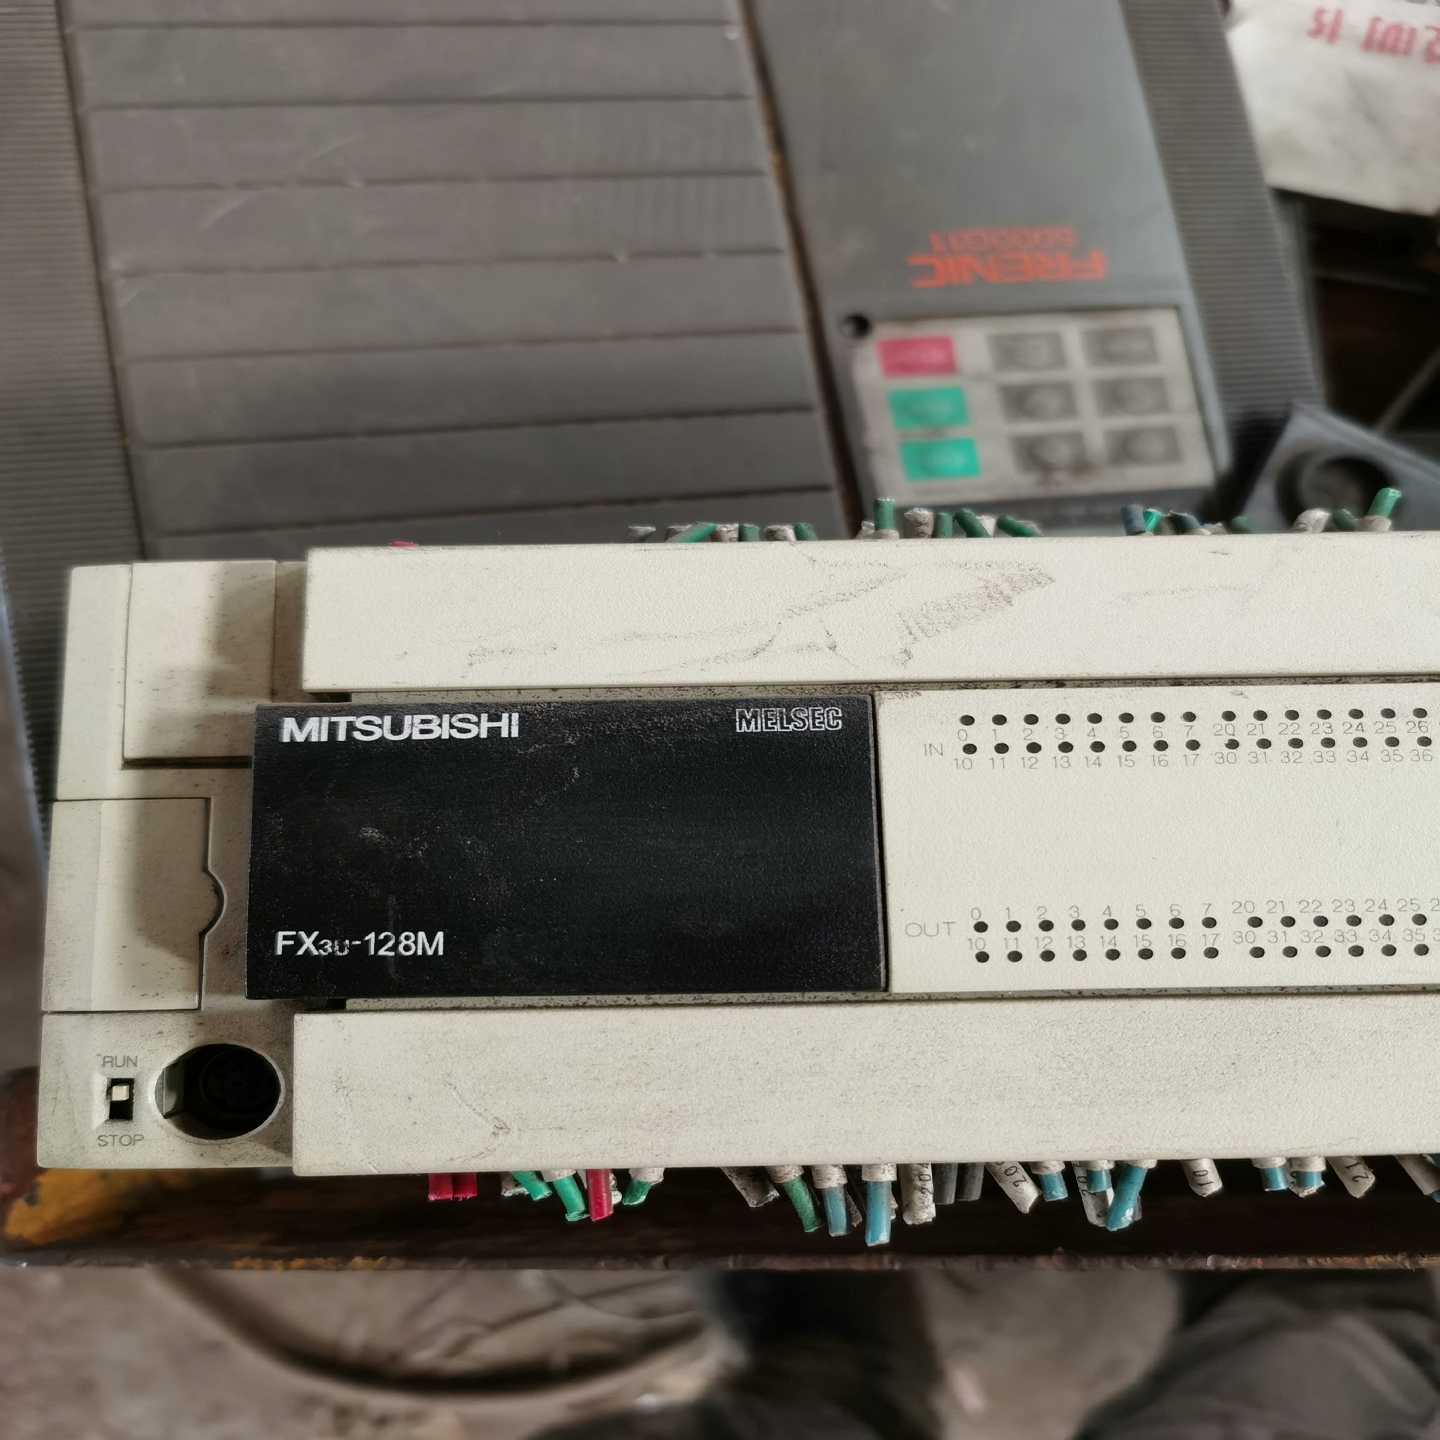 FRENIC
5000G11
MITSUBISHI MELSEC
FX3U-128M
0 1 2 3 4 5 6 7 20 21 22 23 24 25 26
IN
10 11 12 13 14 15 16 17 30 31 32 33 34 35 36
0 1 2 3 4 5 6 7 20 21 22 23 24 25
OUT
10 11 12 13 14 15 16 17 30 31 32 33 34 35
RUN
STOP